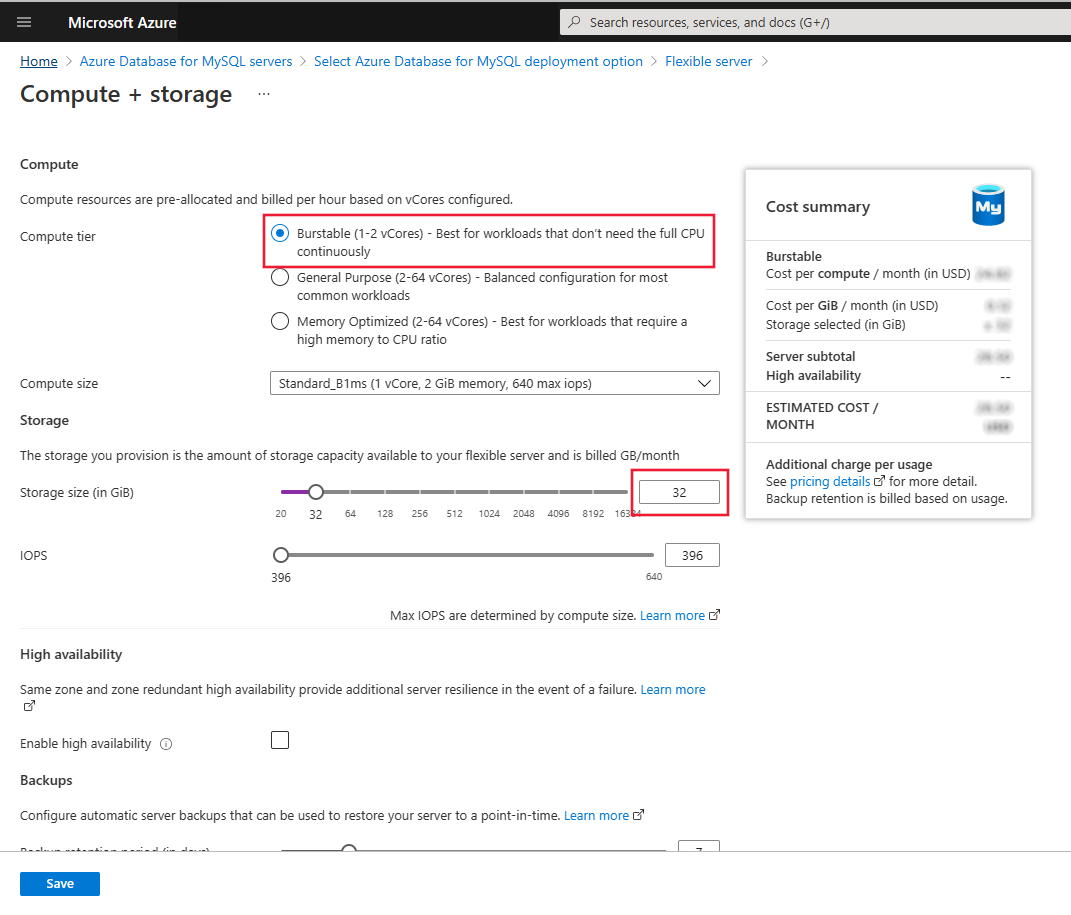 Microsoft Azure
Search resources, services, and docs (G+/)
Home > Azure Database for MySQL servers > Select Azure Database for MySQL deployment option > Flexible server >
Compute + storage ...
Compute
Compute resources are pre-allocated and billed per hour based on vCores configured.
Compute tier
Burstable (1-2 vCores) - Best for workloads that don't need the full CPU
continuously
General Purpose (2-64 vCores) - Balanced configuration for most
common workloads
Memory Optimized (2-64 vCores) - Best for workloads that require a
high memory to CPU ratio
Compute size
Standard_B1ms (1 vCore, 2 GiB memory, 640 max iops)
Storage
The storage you provision is the amount of storage capacity available to your flexible server and is billed GB/month
Storage size (in GiB)
32
20 32 64 128 256 512 1024 2048 4096 8192 16384
IOPS
396
396 640
Max IOPS are determined by compute size. Learn more
High availability
Same zone and zone redundant high availability provide additional server resilience in the event of a failure. Learn more
Enable high availability
Backups
Configure automatic server backups that can be used to restore your server to a point-in-time. Learn more
Backup retention period (in days)
7
Save
Cost summary
My
Burstable
Cost per compute / month (in USD)
Cost per GiB / month (in USD)
Storage selected (in GiB)
Server subtotal
High availability --
ESTIMATED COST /
MONTH
Additional charge per usage
See pricing details for more detail.
Backup retention is billed based on usage.